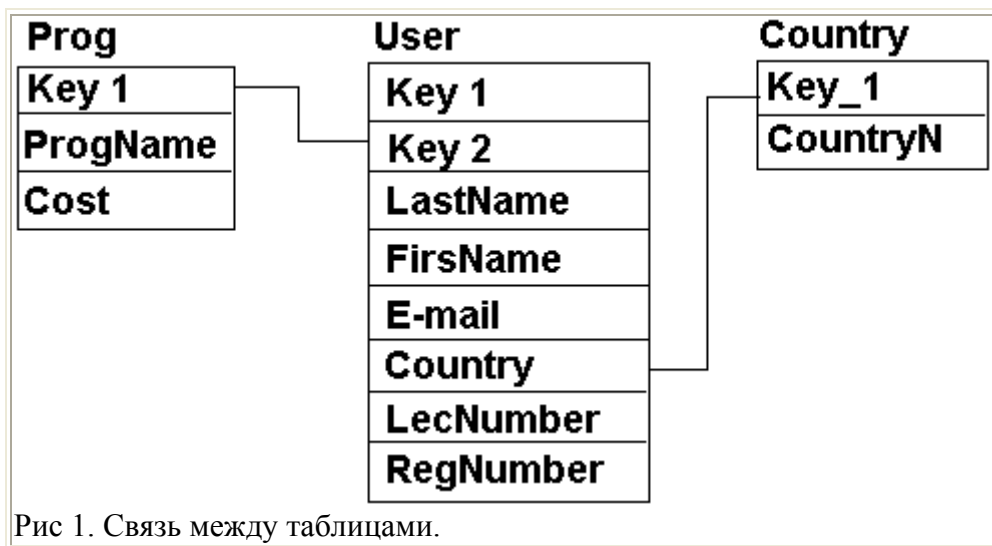 Prog
Key 1
ProgName
Cost
User
Key 1
Key 2
LastName
FirsName
E-mail
Country
LecNumber
RegNumber
Country
Key_1
CountryN
Рис 1. Связь между таблицами.